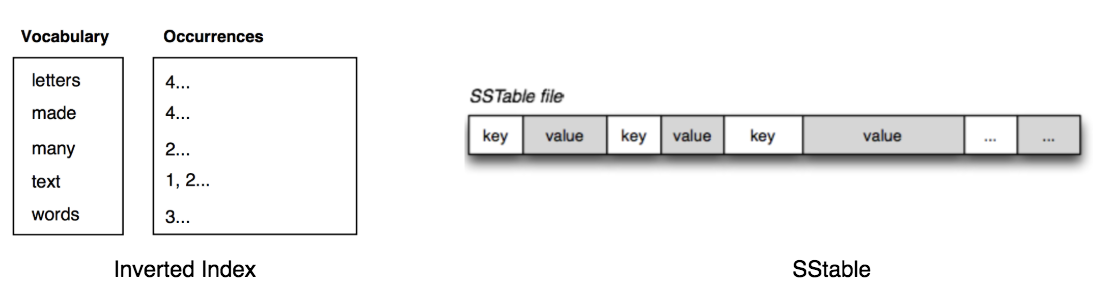 Vocabulary Occurrences
letters 4...
made 4...
many 2...
text 1, 2...
words 3...
Inverted Index
SSTable file
key value key value key value ... ...
SStable